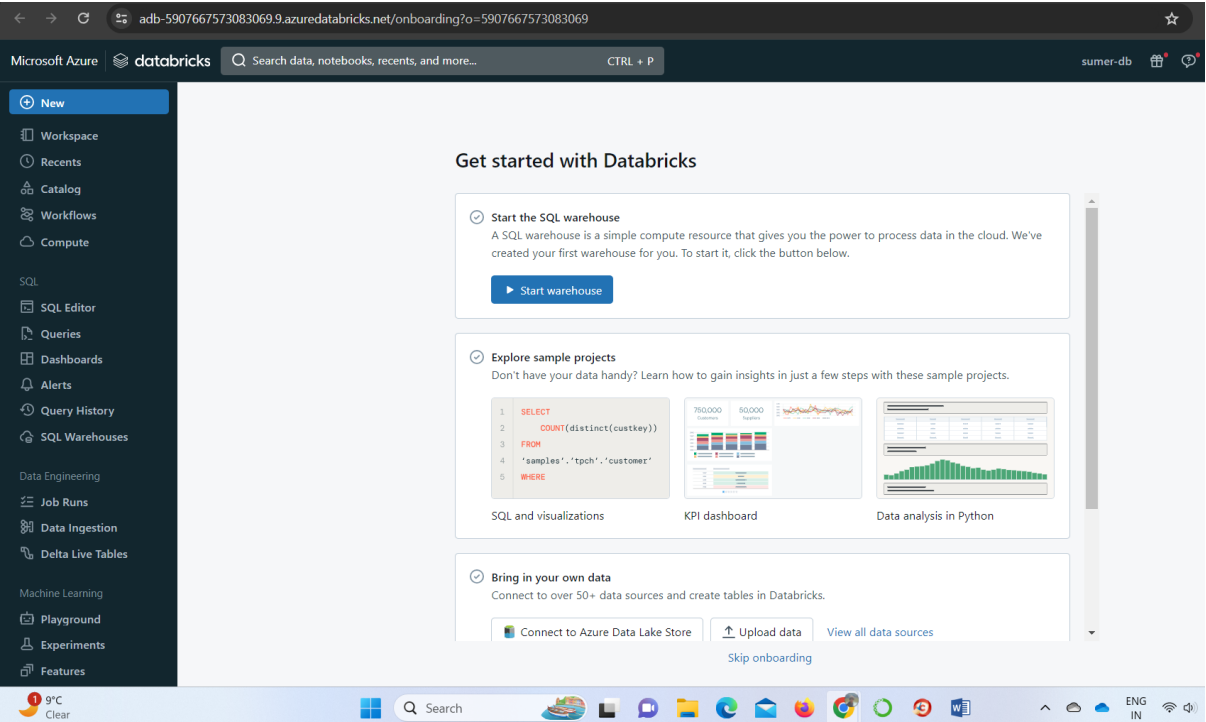 adb-5907667573083069.9.azuredatabricks.net/onboarding?o=5907667573083069
Microsoft Azure databricks Search data, notebooks, recents, and more... CTRL + P sumer-db
New
Workspace
Recents
Catalog
Workflows
Compute
SQL
SQL Editor
Queries
Dashboards
Alerts
Query History
SQL Warehouses
Data Engineering
Job Runs
Data Ingestion
Delta Live Tables
Machine Learning
Playground
Experiments
Features
Get started with Databricks
Start the SQL warehouse
A SQL warehouse is a simple compute resource that gives you the power to process data in the cloud. We've
created your first warehouse for you. To start it, click the button below.
Start warehouse
Explore sample projects
Don't have your data handy? Learn how to gain insights in just a few steps with these sample projects.
1 SELECT
2 COUNT(distinct(custkey))
3 FROM
4 'samples'.'tpch'.'customer'
5 WHERE
750,000 50,000
Customers Suppliers
SQL and visualizations KPI dashboard Data analysis in Python
Bring in your own data
Connect to over 50+ data sources and create tables in Databricks.
Connect to Azure Data Lake Store Upload data View all data sources
Skip onboarding
1 9°C
Clear
Search
ENG
IN